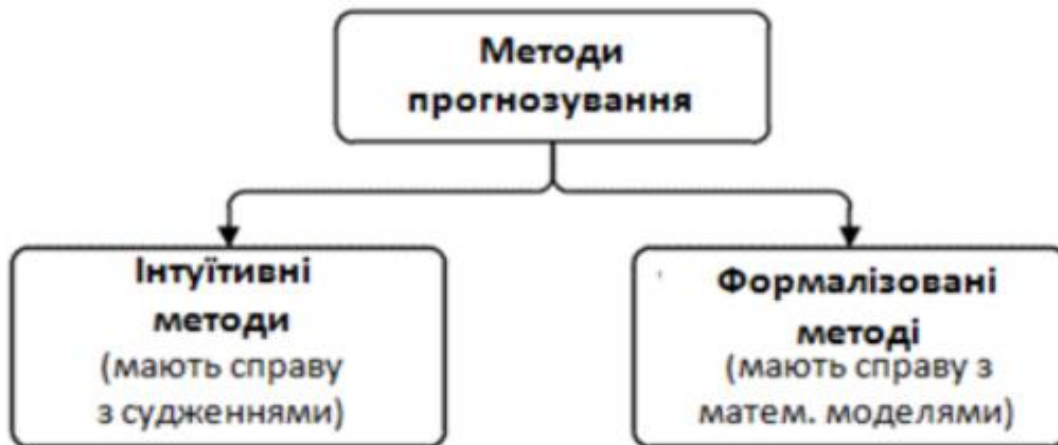 Методи
прогнозування
Інтуїтивні
методи
(мають справу
з судженнями)
Формалізовані
методі
(мають справу з
матем. моделями)